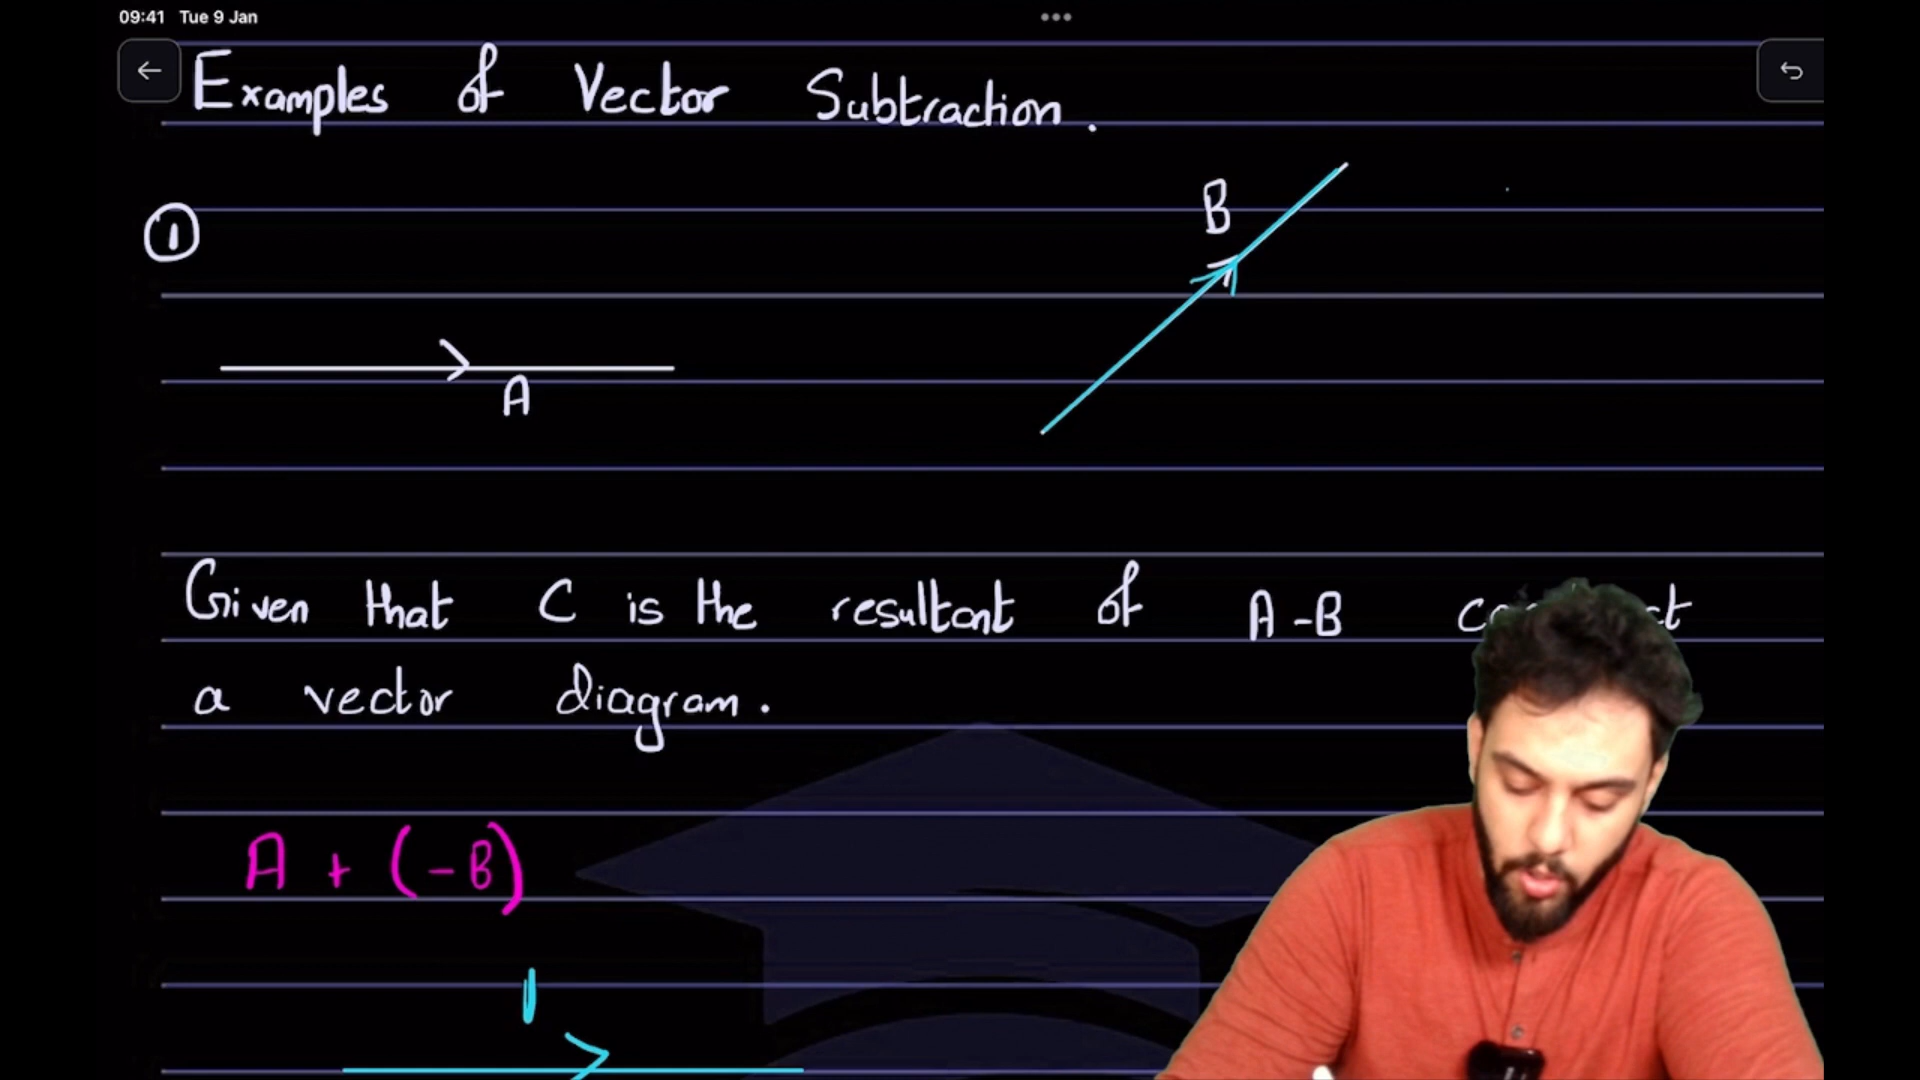 09:41 Tue 9 Jan
Examples of Vector Subtraction.
①
B
A
Given that C is the resultant of A-B
a vector diagram.
A + (-B)